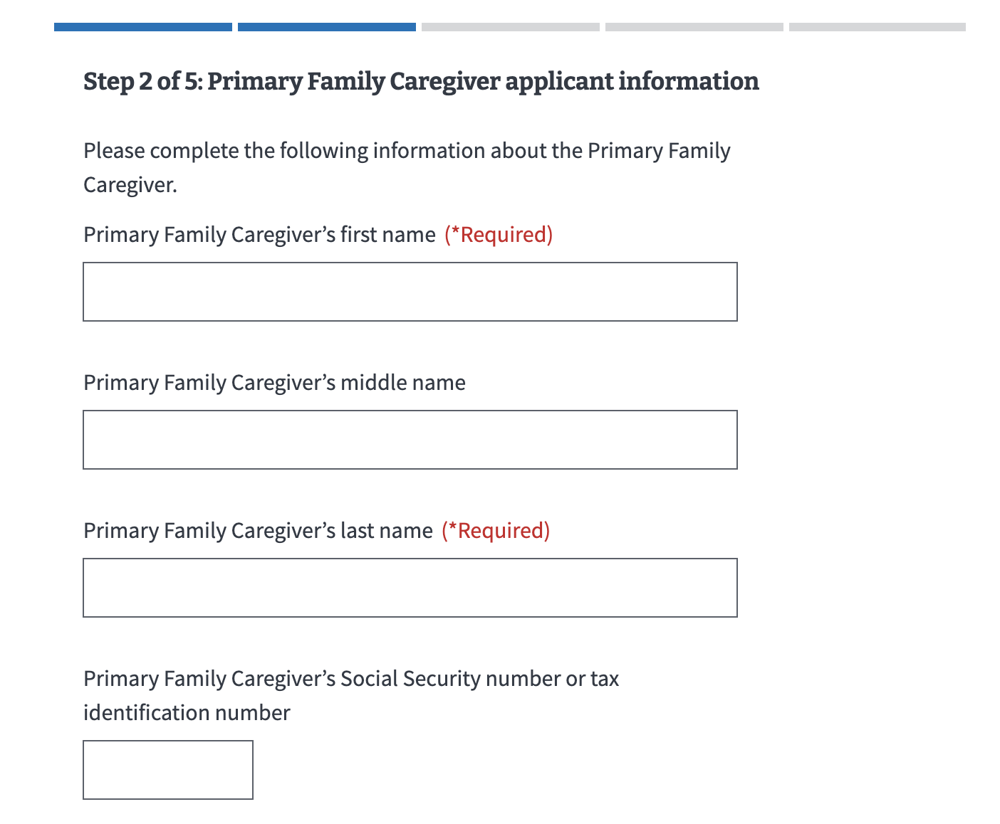 Step 2 of 5: Primary Family Caregiver applicant information
Please complete the following information about the Primary Family
Caregiver.
Primary Family Caregiver’s first name (*Required)
Primary Family Caregiver’s middle name
Primary Family Caregiver’s last name (*Required)
Primary Family Caregiver’s Social Security number or tax
identification number